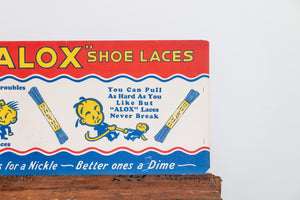 "ALOX" SHOE LACES
roubles
You Can Pull
As Hard As You
Like But
"ALOX" Laces
Never Break
ces
s for a Nickle — Better ones a Dime —